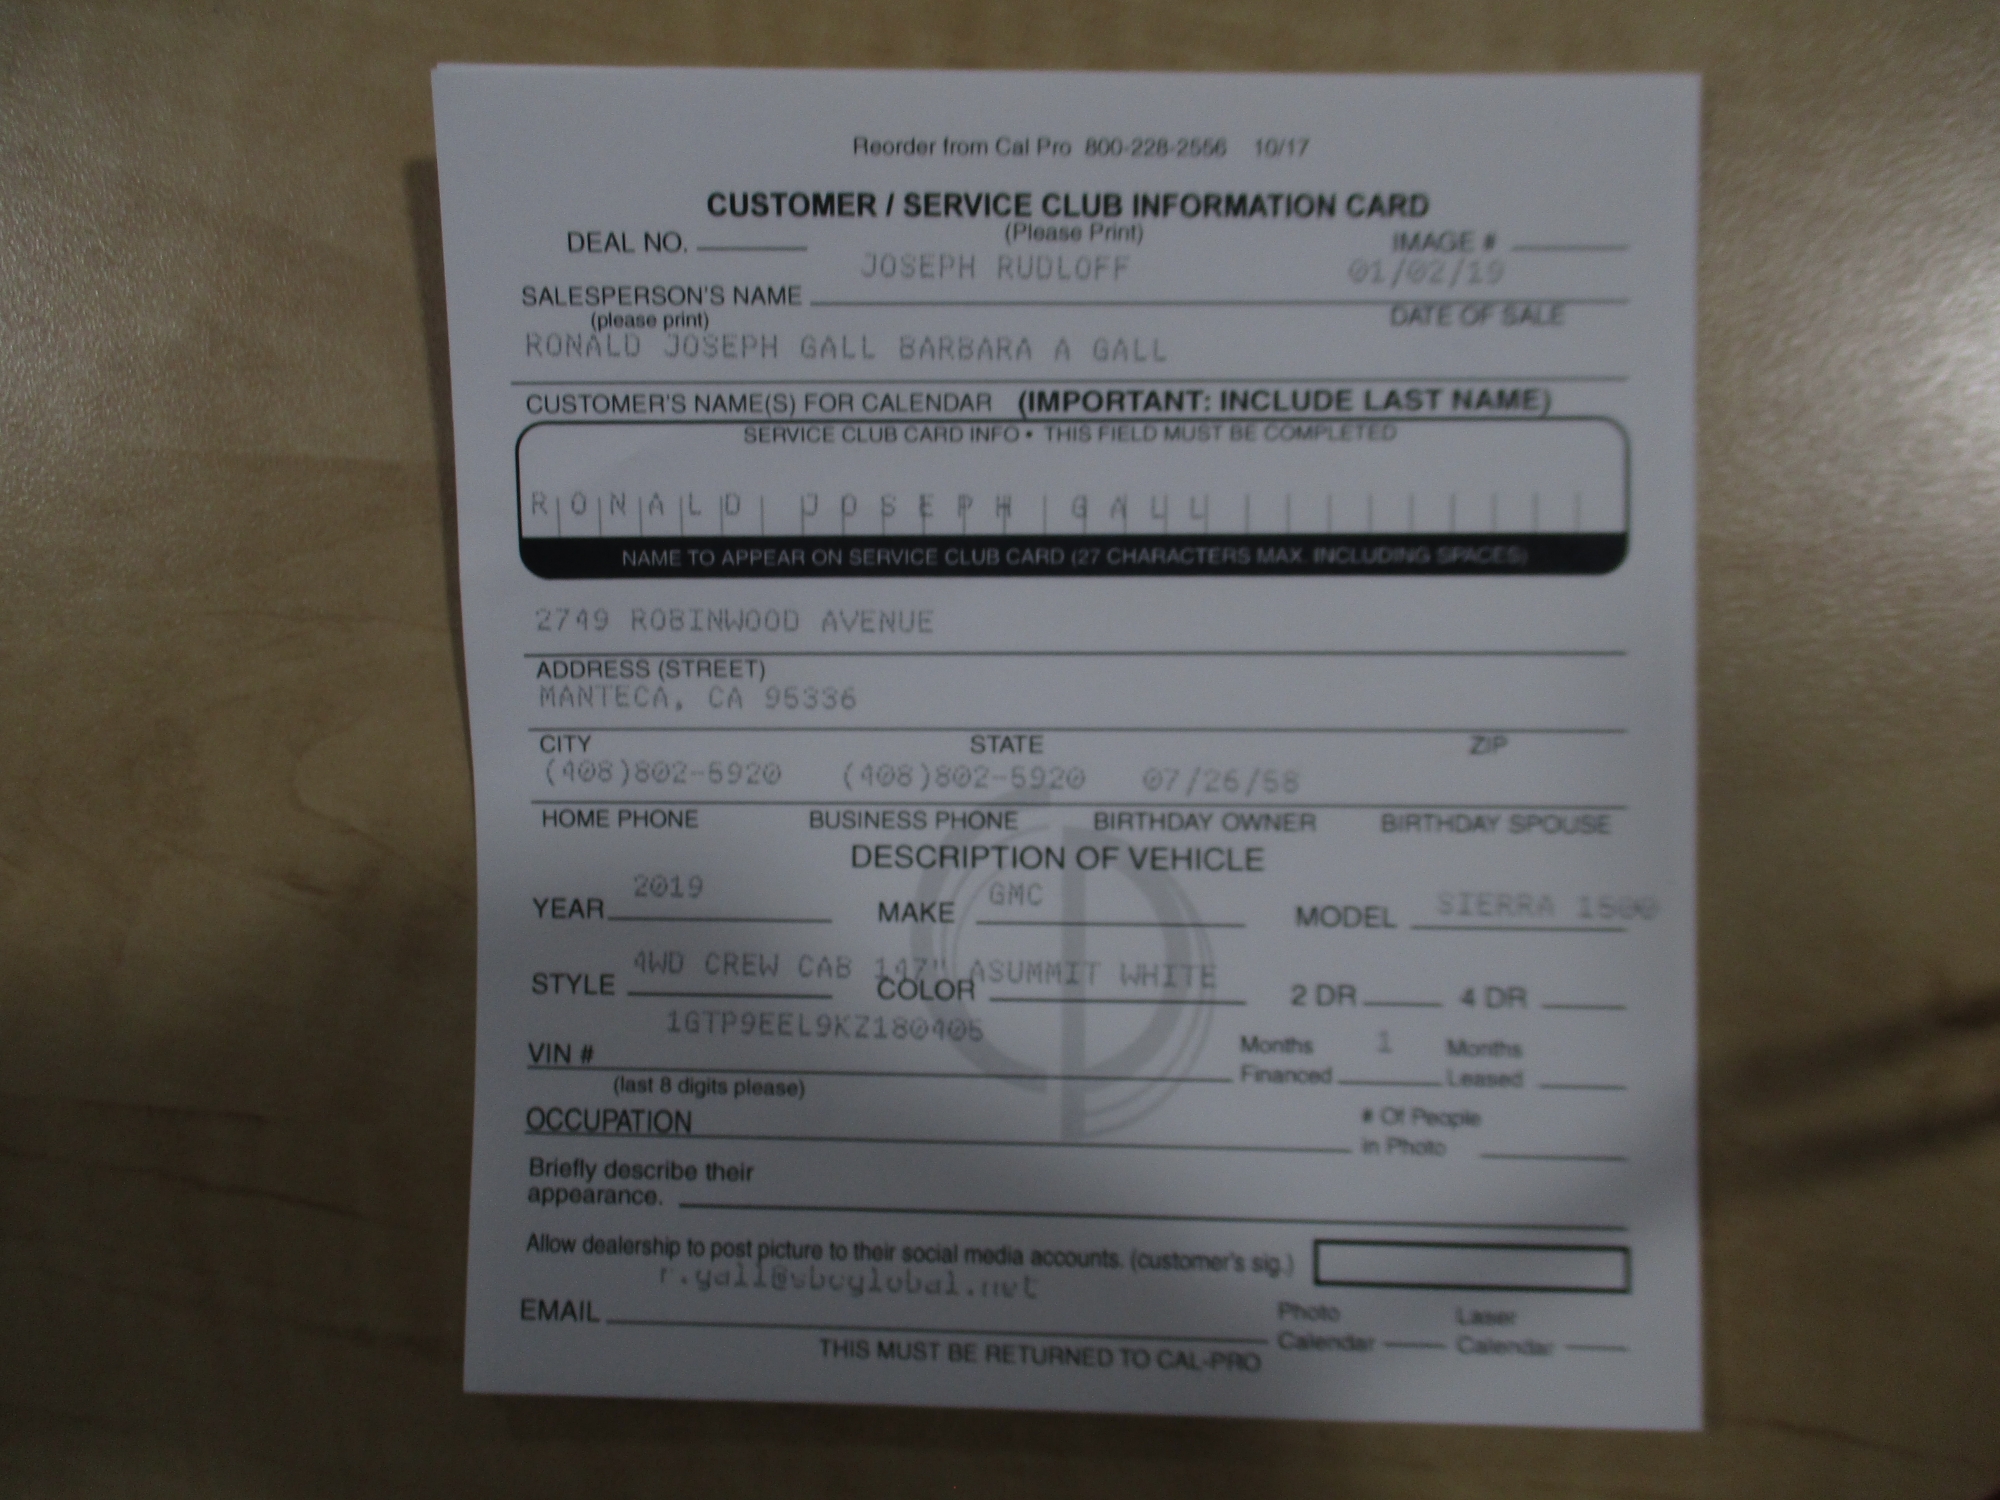 Reorder from Cal Pro 800-228-2556 10/17
CUSTOMER / SERVICE CLUB INFORMATION CARD
(Please Print)
DEAL NO. IMAGE #
JOSEPH RUDLOFF 01/02/19
SALESPERSON'S NAME DATE OF SALE
(please print)
RONALD JOSEPH GALL BARBARA A GALL
CUSTOMER'S NAME(S) FOR CALENDAR (IMPORTANT: INCLUDE LAST NAME)
SERVICE CLUB CARD INFO • THIS FIELD MUST BE COMPLETED
RONALD JOSEPH GALL
NAME TO APPEAR ON SERVICE CLUB CARD (27 CHARACTERS MAX. INCLUDING SPACES)
2749 ROBINWOOD AVENUE
ADDRESS (STREET)
MANTECA, CA 95336
CITY STATE ZIP
(408)802-5920 (408)802-5920 07/26/58
HOME PHONE BUSINESS PHONE BIRTHDAY OWNER BIRTHDAY SPOUSE
DESCRIPTION OF VEHICLE
2019 GMC SIERRA 1500
YEAR MAKE MODEL
4WD CREW CAB 147" ASUMMIT WHITE
STYLE COLOR 2 DR 4 DR
1GTP9EEL9KZ180405
VIN # Months Financed 1 Months Leased
(last 8 digits please)
OCCUPATION # Of People in Photo
Briefly describe their
appearance.
Allow dealership to post picture to their social media accounts. (customer's sig.)
r.gall@sbcglobal.net
EMAIL Photo Calendar Laser Calendar
THIS MUST BE RETURNED TO CAL-PRO